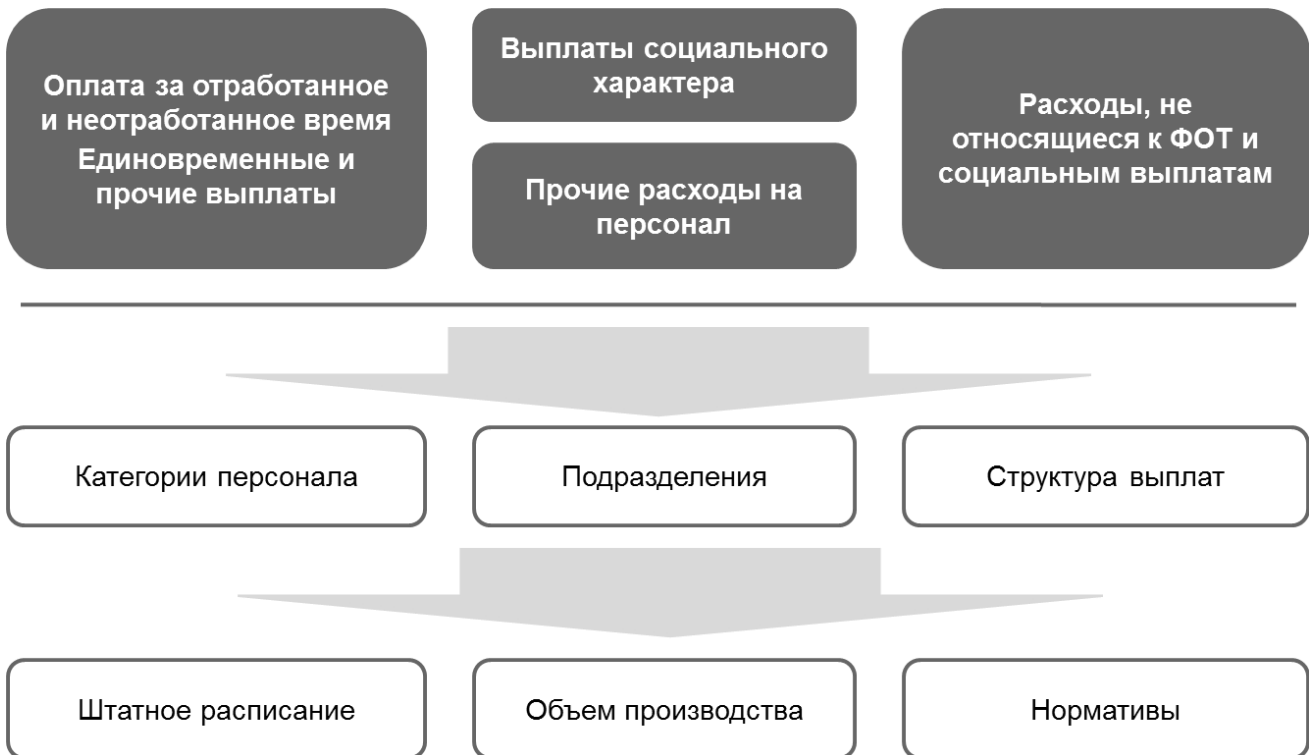 Оплата за отработанное
и неотработанное время
Единовременные и
прочие выплаты
Выплаты социального
характера
Прочие расходы на
персонал
Расходы, не
относящиеся к ФОТ и
социальным выплатам
Категории персонала
Подразделения
Структура выплат
Штатное расписание
Объем производства
Нормативы